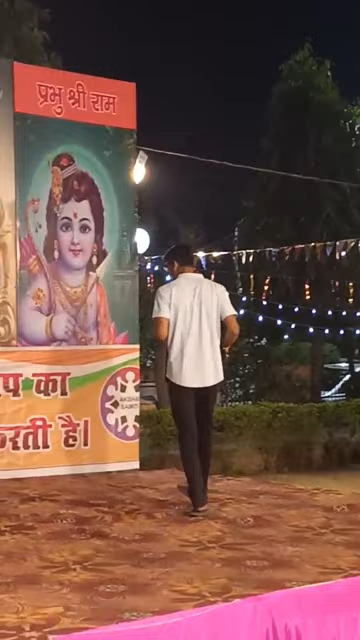 प्रभु श्री राम
प का
करती है।